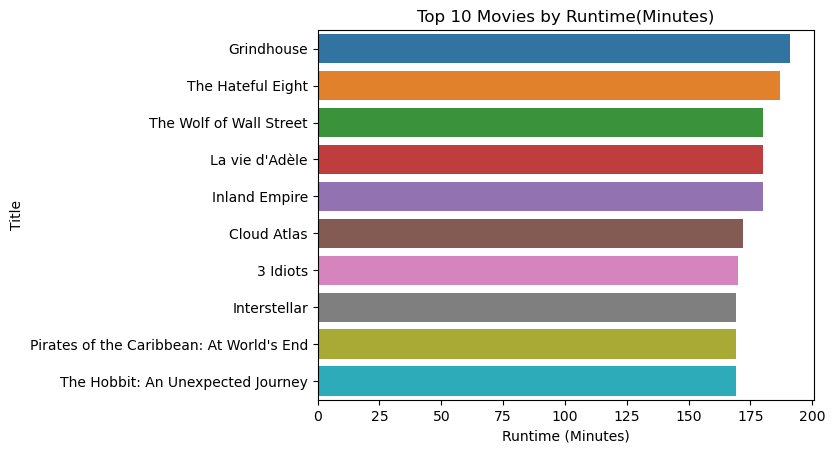 Top 10 Movies by Runtime(Minutes)
Title
Grindhouse
The Hateful Eight
The Wolf of Wall Street
La vie d'Adèle
Inland Empire
Cloud Atlas
3 Idiots
Interstellar
Pirates of the Caribbean: At World's End
The Hobbit: An Unexpected Journey
0 25 50 75 100 125 150 175 200
Runtime (Minutes)